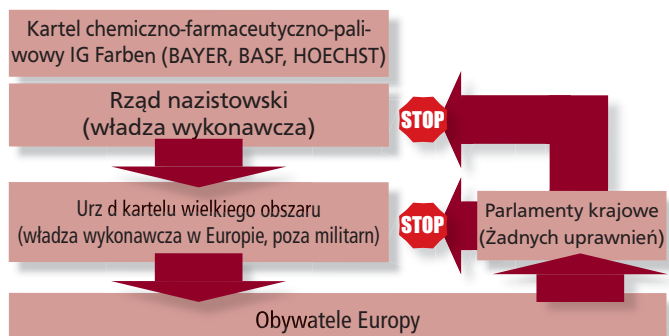 Kartel chemiczno-farmaceutyczno-pali-
wowy IG Farben (BAYER, BASF, HOECHST)
Rząd nazistowski
(władza wykonawcza)
STOP
Urz d kartelu wielkiego obszaru
(władza wykonawcza w Europie, poza militarn)
STOP
Parlamenty krajowe
(Żadnych uprawnień)
Obywatele Europy